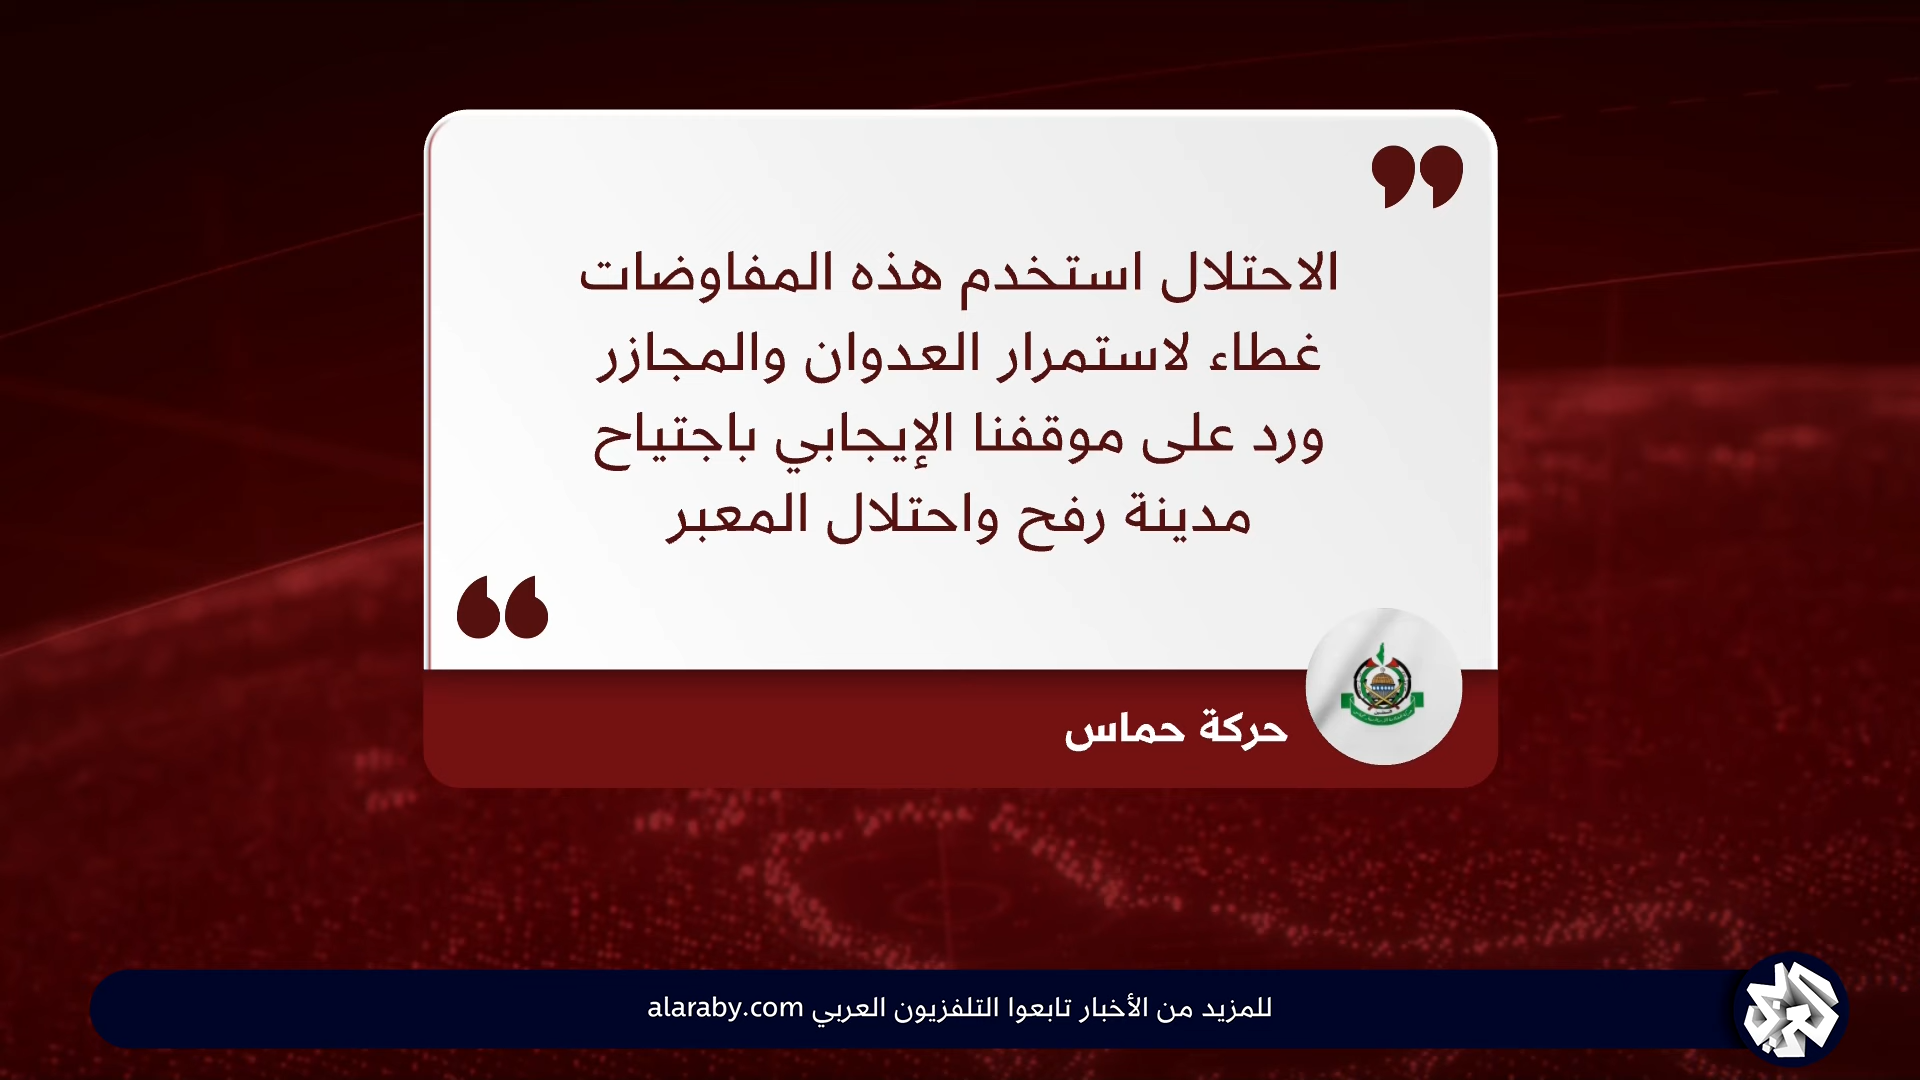 الاحتلال استخدم هذه المفاوضات
غطاء لاستمرار العدوان والمجازر
ورد على موقفنا الإيجابي باجتياح
مدينة رفح واحتلال المعبر
حركة حماس
للمزيد من الأخبار تابعوا التلفزيون العربي alaraby.com
العربي